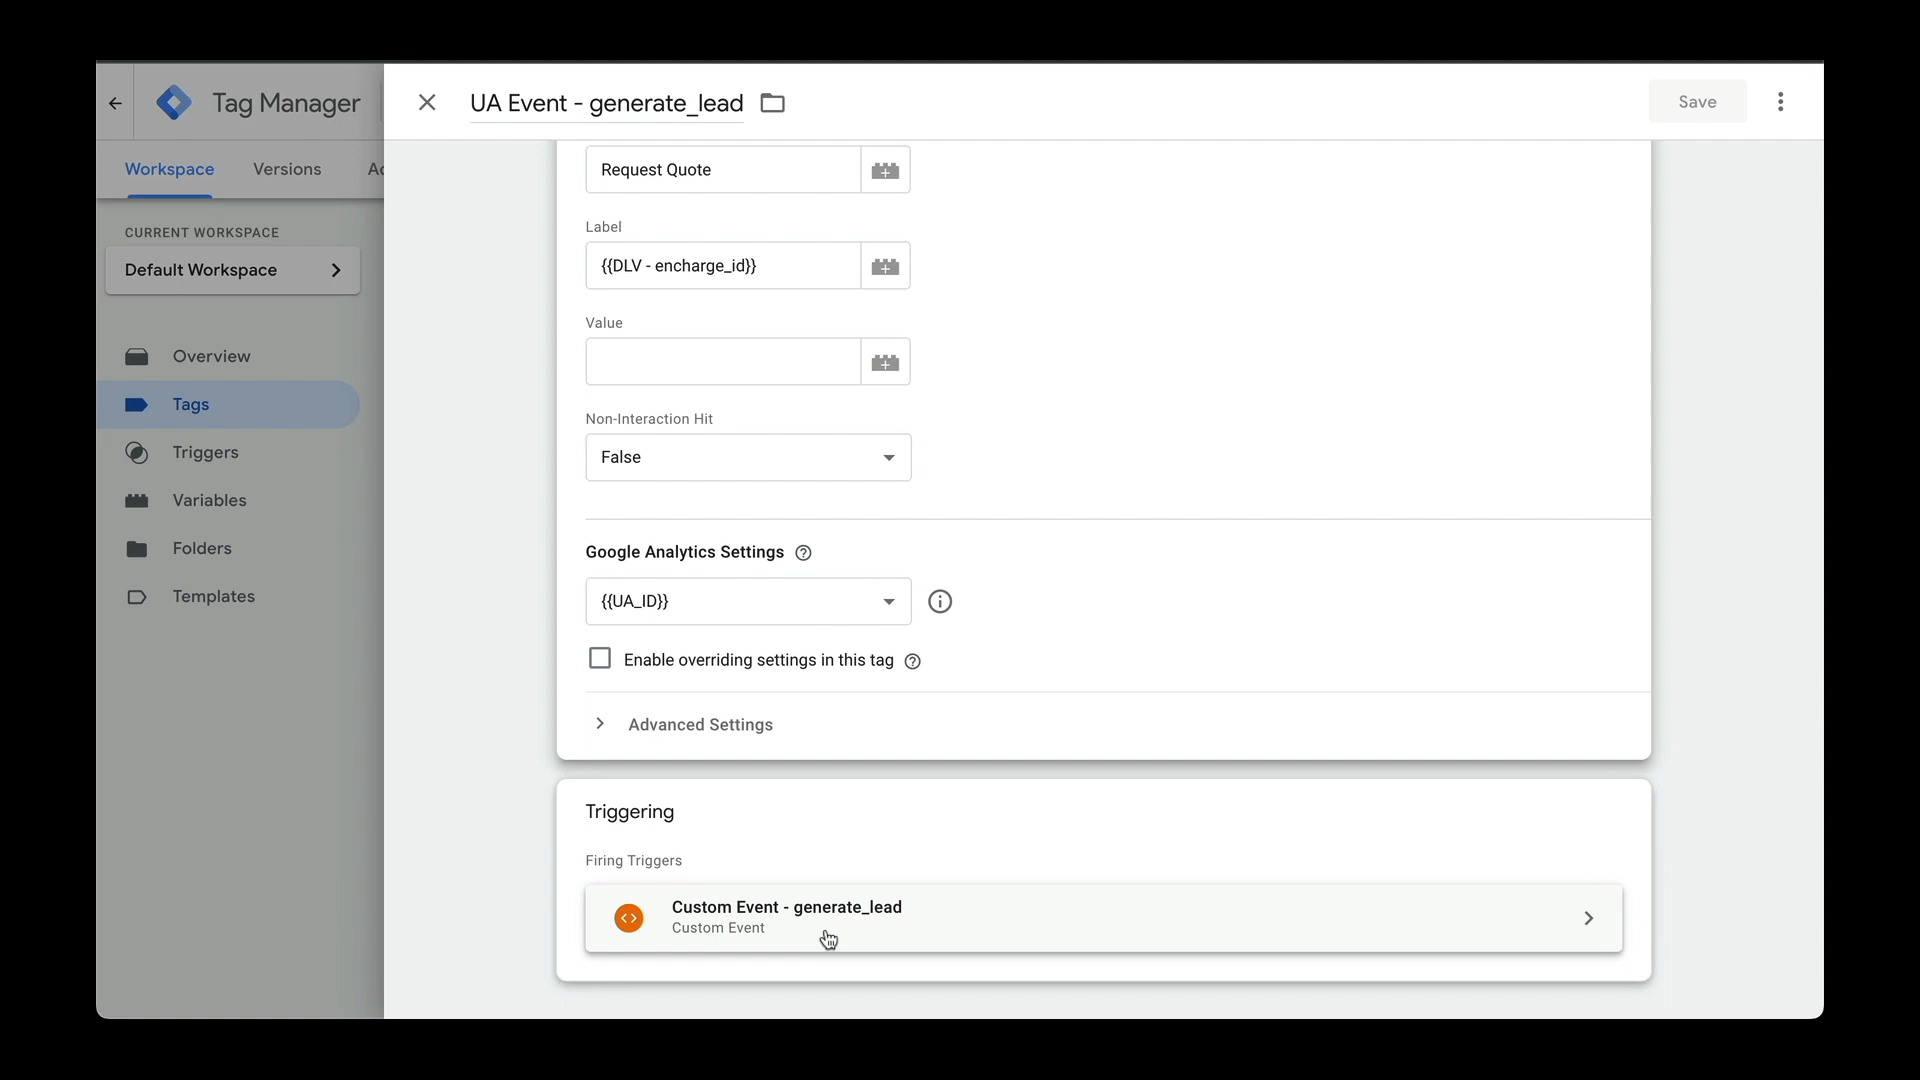 Tag Manager
UA Event - generate_lead
Save
Workspace
Versions
Ad
CURRENT WORKSPACE
Default Workspace
Overview
Tags
Triggers
Variables
Folders
Templates
Request Quote
Label
{{DLV - encharge_id}}
Value
Non-Interaction Hit
False
Google Analytics Settings
{{UA_ID}}
Enable overriding settings in this tag
Advanced Settings
Triggering
Firing Triggers
Custom Event - generate_lead
Custom Event